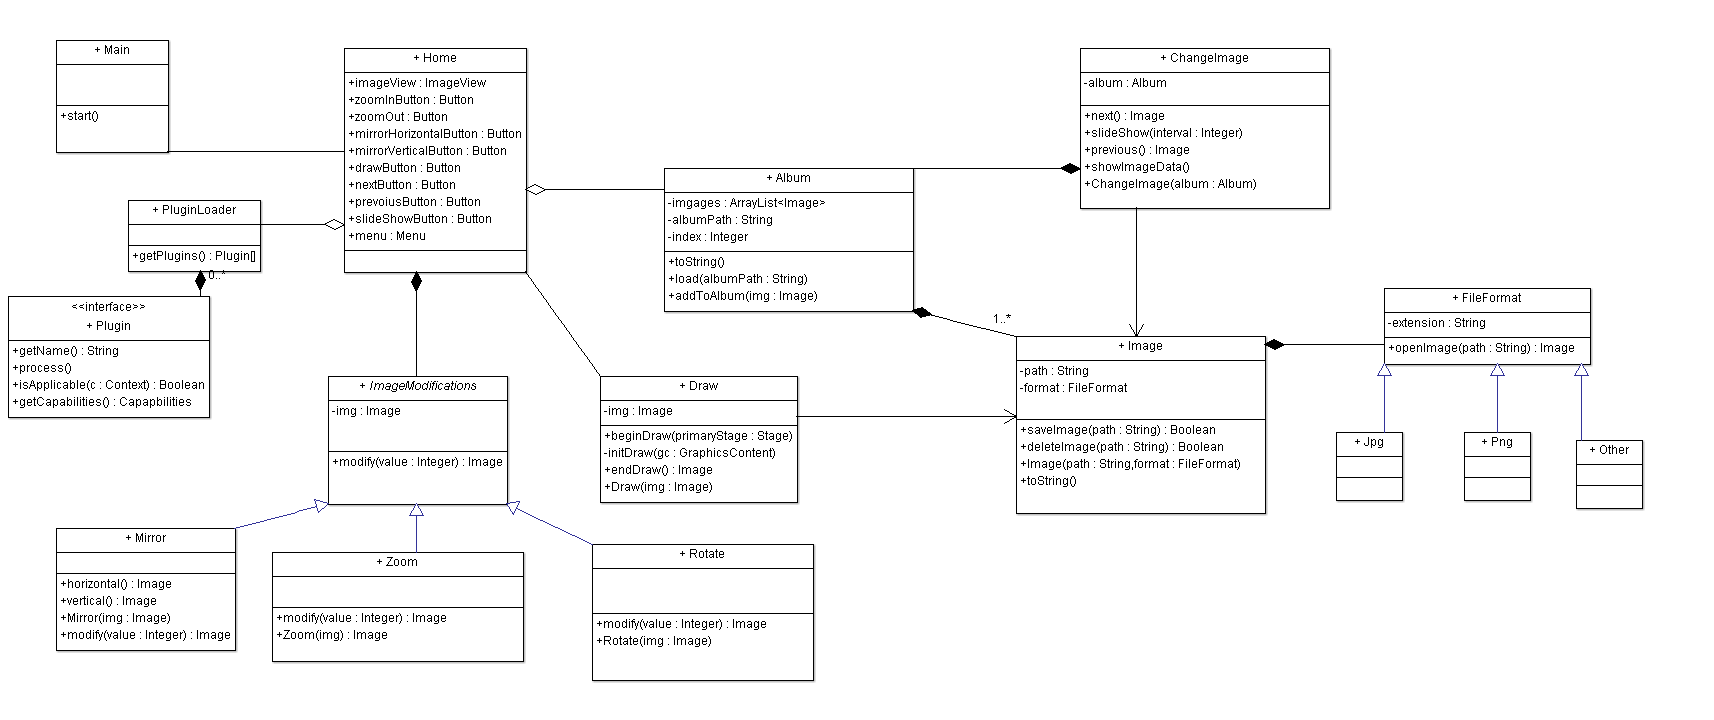 + Main
+start()
+ Home
+imageView : ImageView
+zoomInButton : Button
+zoomOut : Button
+mirrorHorizontalButton : Button
+mirrorVerticalButton : Button
+drawButton : Button
+nextButton : Button
+prevoiusButton : Button
+slideShowButton : Button
+menu : Menu
+ ChangeImage
-album : Album
+next() : Image
+slideShow(interval : Integer)
+previous() : Image
+showImageData()
+ChangeImage(album : Album)
+ Album
-imgages : ArrayList<Image>
-albumPath : String
-index : Integer
+toString()
+load(albumPath : String)
+addToAlbum(img : Image)
+ PluginLoader
+getPlugins() : Plugin[]
0..*
<<interface>>
+ Plugin
+getName() : String
+process()
+isApplicable(c : Context) : Boolean
+getCapabilities() : Capapbilities
1..*
+ FileFormat
-extension : String
+openImage(path : String) : Image
+ Image
-path : String
-format : FileFormat
+saveImage(path : String) : Boolean
+deleteImage(path : String) : Boolean
+Image(path : String,format : FileFormat)
+toString()
+ ImageModifications
-img : Image
+modify(value : Integer) : Image
+ Draw
-img : Image
+beginDraw(primaryStage : Stage)
-initDraw(gc : GraphicsContent)
+endDraw() : Image
+Draw(img : Image)
+ Jpg
+ Png
+ Other
+ Mirror
+horizontal() : Image
+vertical() : Image
+Mirror(img : Image)
+modify(value : Integer) : Image
+ Zoom
+modify(value : Integer) : Image
+Zoom(img) : Image
+ Rotate
+modify(value : Integer) : Image
+Rotate(img : Image)